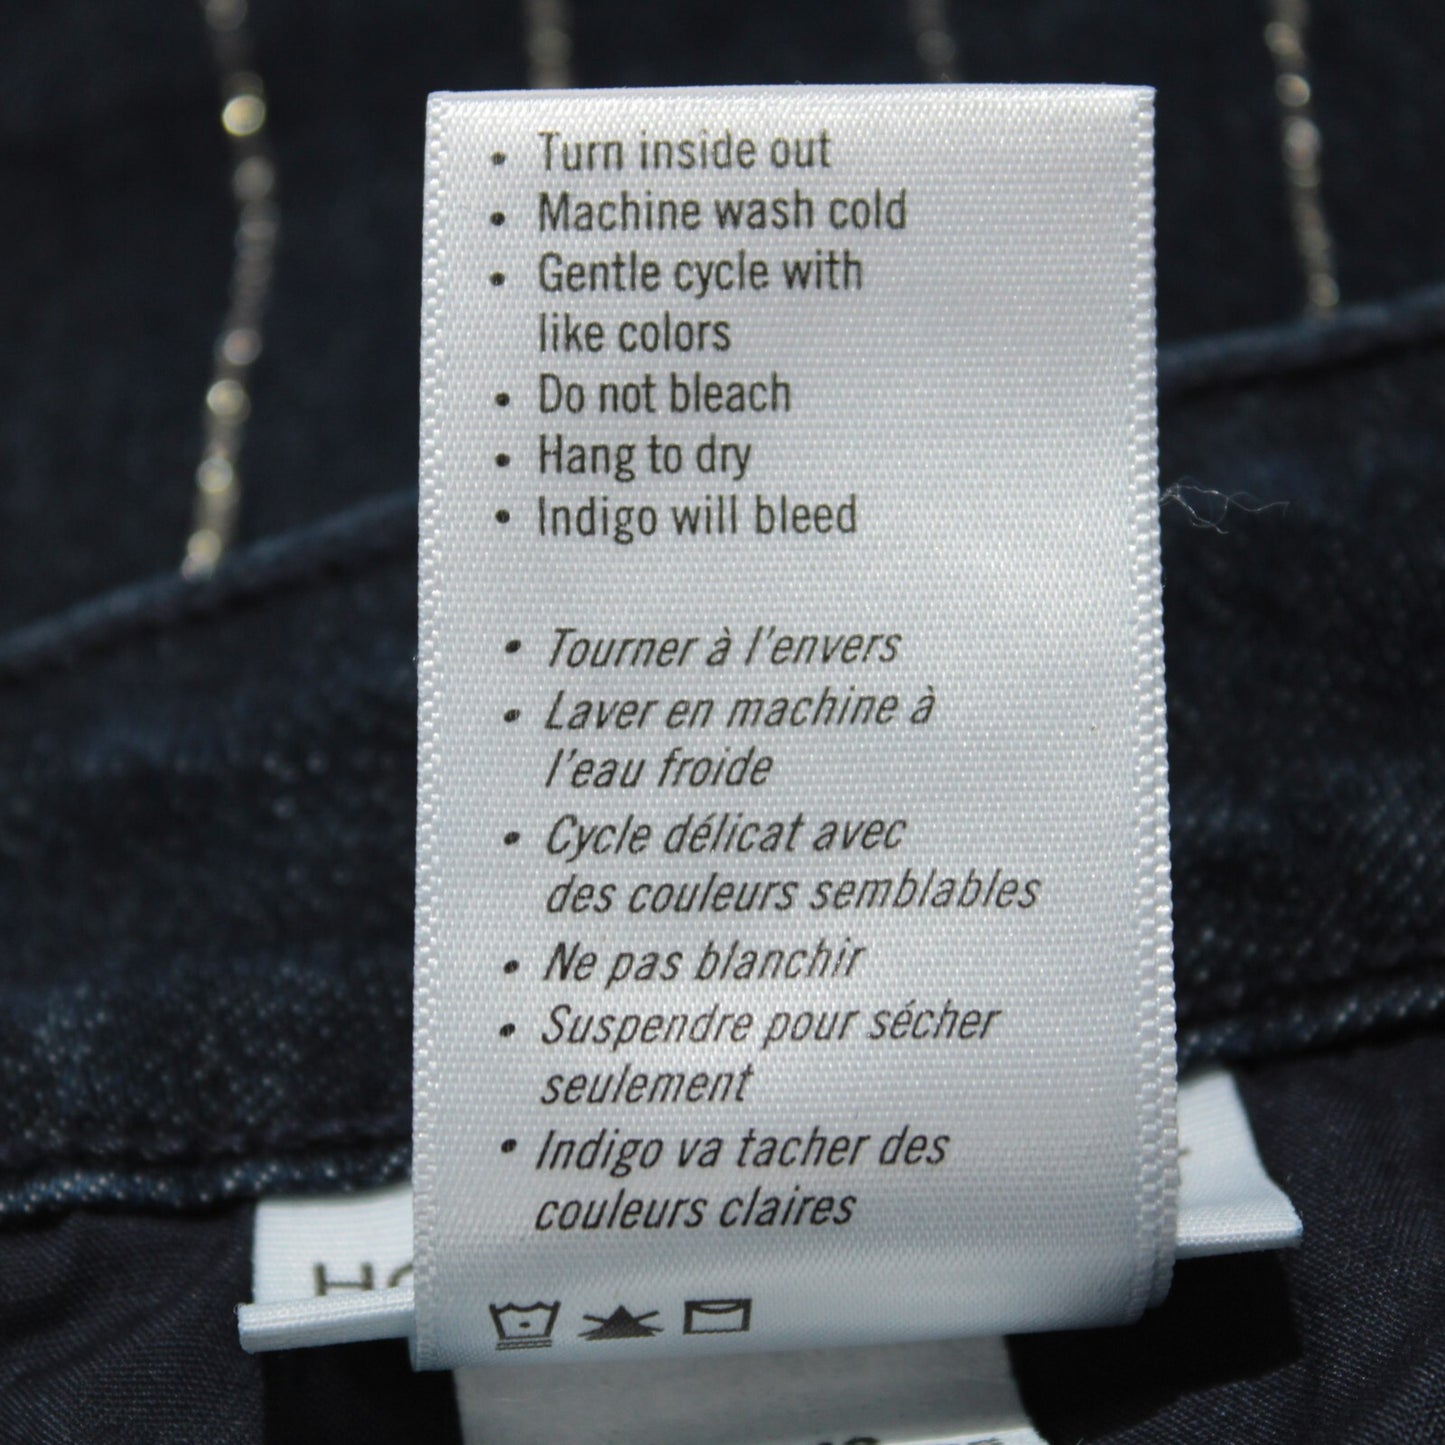 • Turn inside out
• Machine wash cold
• Gentle cycle with
like colors
• Do not bleach
• Hang to dry
• Indigo will bleed
• Tourner à l'envers
• Laver en machine à
l'eau froide
• Cycle délicat avec
des couleurs semblables
• Ne pas blanchir
• Suspendre pour sécher
seulement
• Indigo va tacher des
couleurs claires